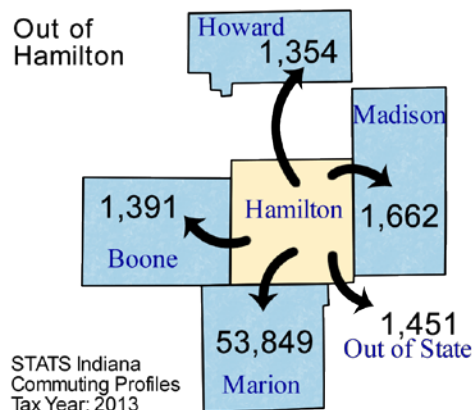 Out of
Hamilton
Howard
1,354
Madison
1,391
Hamilton
1,662
Boone
53,849
1,451
Out of State
Marion
STATS Indiana
Commuting Profiles
Tax Year: 2013